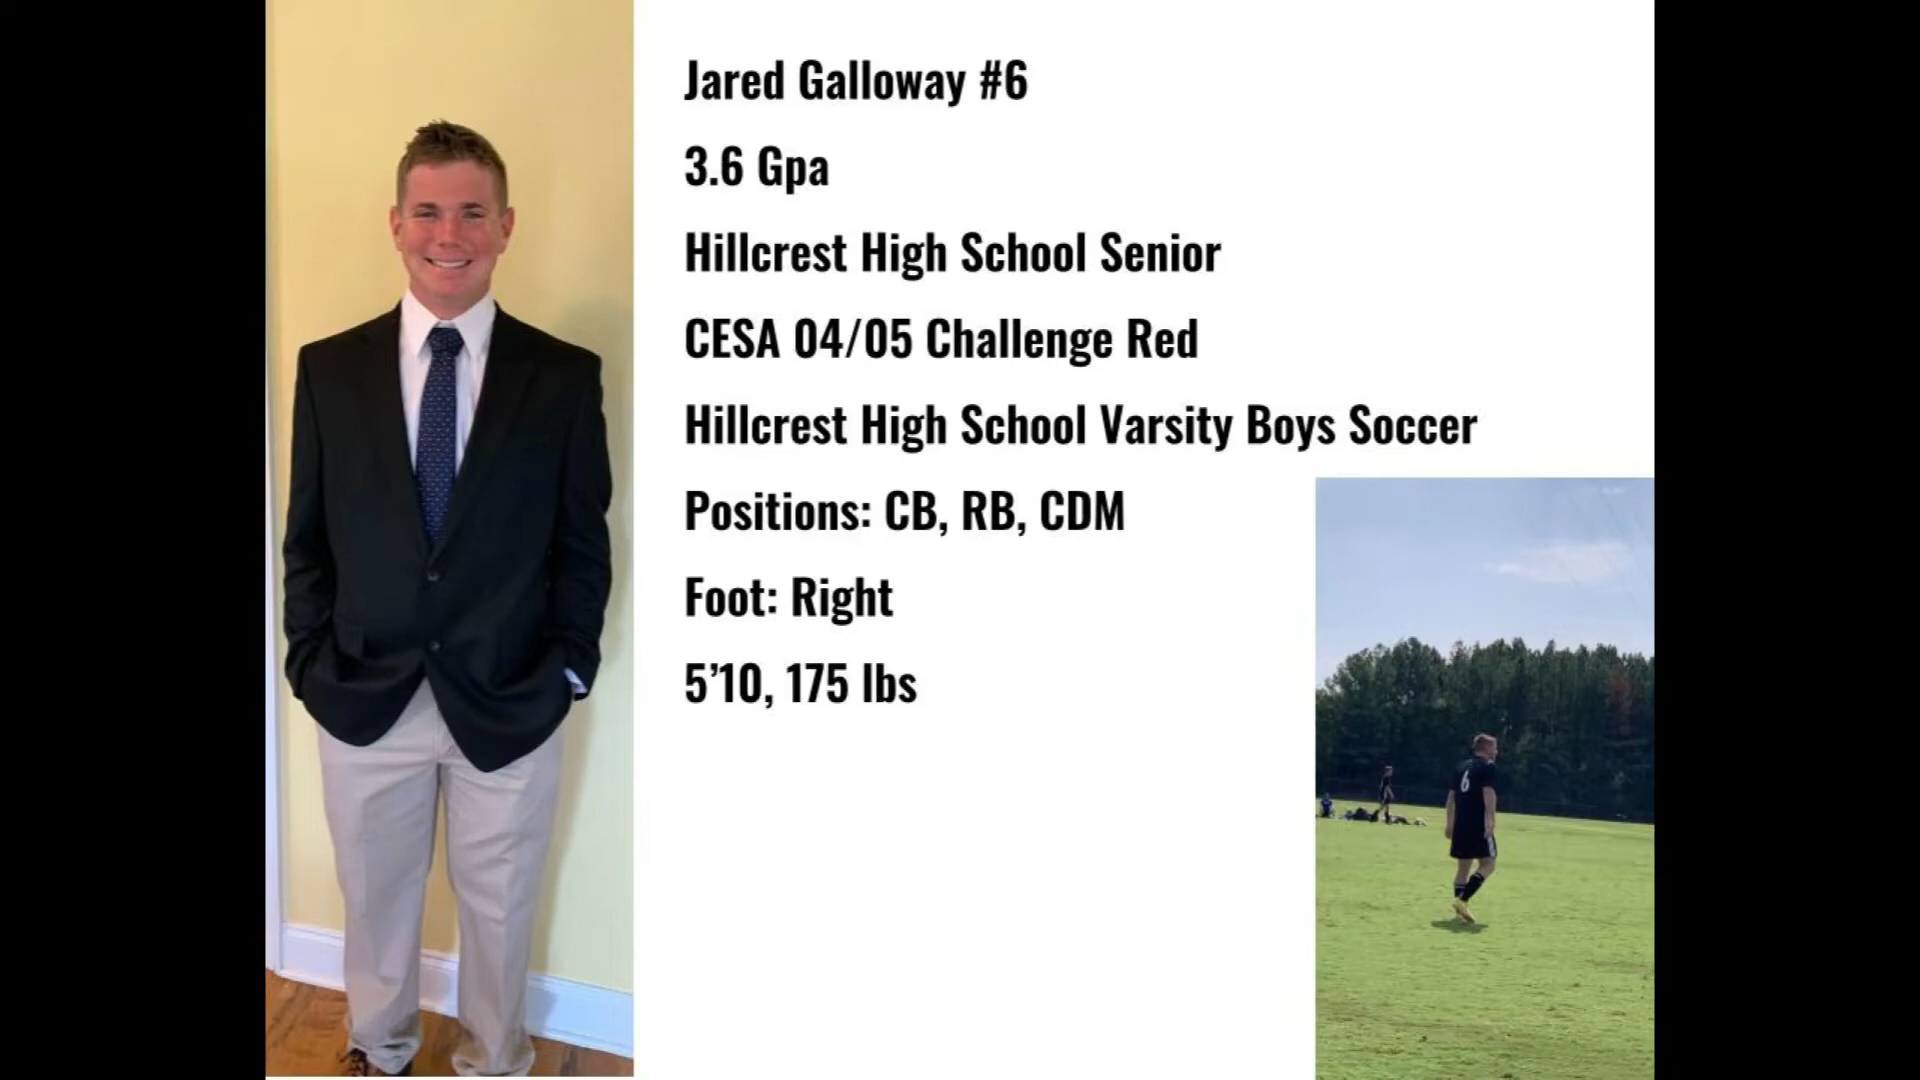 Jared Galloway #6
3.6 Gpa
Hillcrest High School Senior
CESA 04/05 Challenge Red
Hillcrest High School Varsity Boys Soccer
Positions: CB, RB, CDM
Foot: Right
5’10, 175 lbs
6